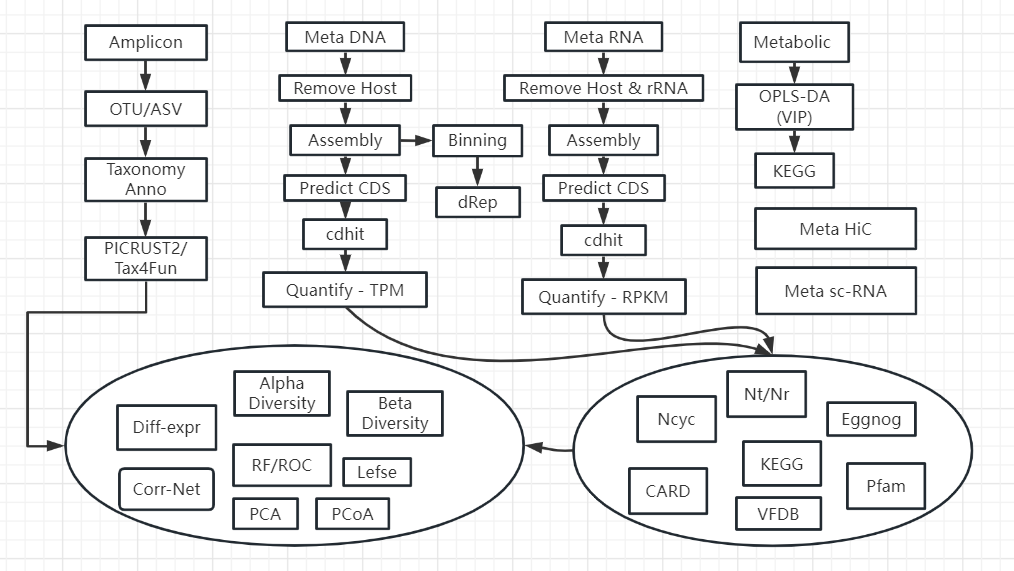 Amplicon
OTU/ASV
Taxonomy
Anno
PICRUST2/
Tax4Fun
Meta DNA
Remove Host
Assembly
Binning
dRep
Predict CDS
cdhit
Quantify - TPM
Meta RNA
Remove Host & rRNA
Assembly
Predict CDS
cdhit
Quantify - RPKM
Metabolic
OPLS-DA
(VIP)
KEGG
Meta HiC
Meta sc-RNA
Alpha
Diversity
Beta
Diversity
Diff-expr
RF/ROC
Lefse
Corr-Net
PCA
PCoA
Nt/Nr
Ncyc
Eggnog
KEGG
CARD
Pfam
VFDB